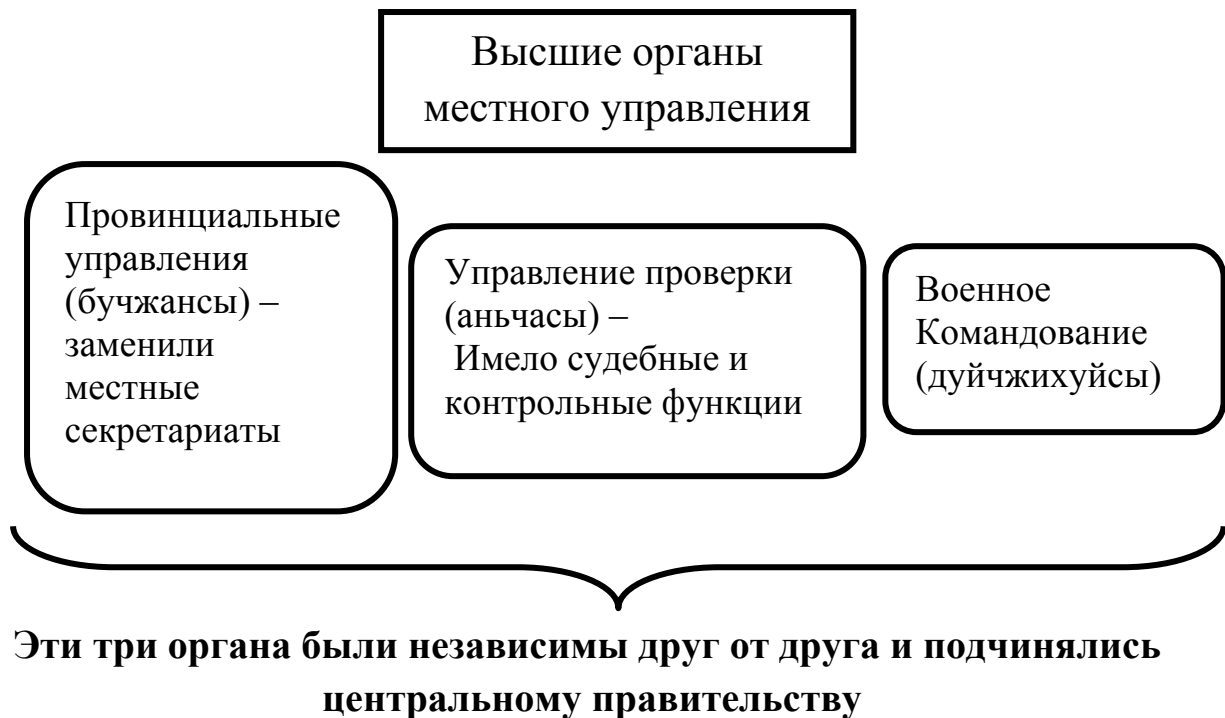 Высшие органы
местного управления
Провинциальные
управления
(бучжансы) –
заменили
местные
секретариаты
Управление проверки
(аньчасы) –
Имело судебные и
контрольные функции
Военное
Командование
(дуйчжихуйсы)
Эти три органа были независимы друг от друга и подчинялись
центральному правительству